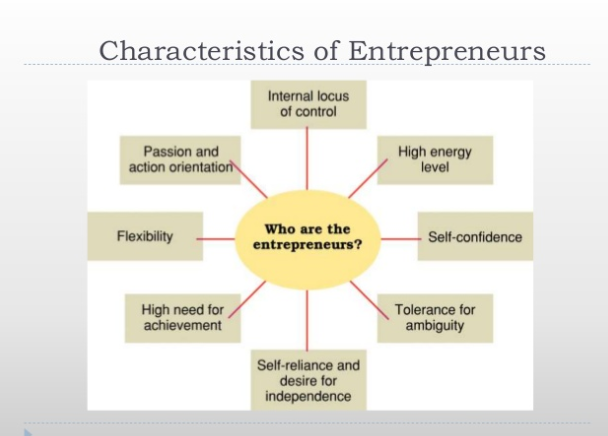 Characteristics of Entrepreneurs
Internal locus
of control
Passion and
action orientation
High energy
level
Flexibility
Who are the
entrepreneurs?
Self-confidence
High need for
achievement
Tolerance for
ambiguity
Self-reliance and
desire for
independence